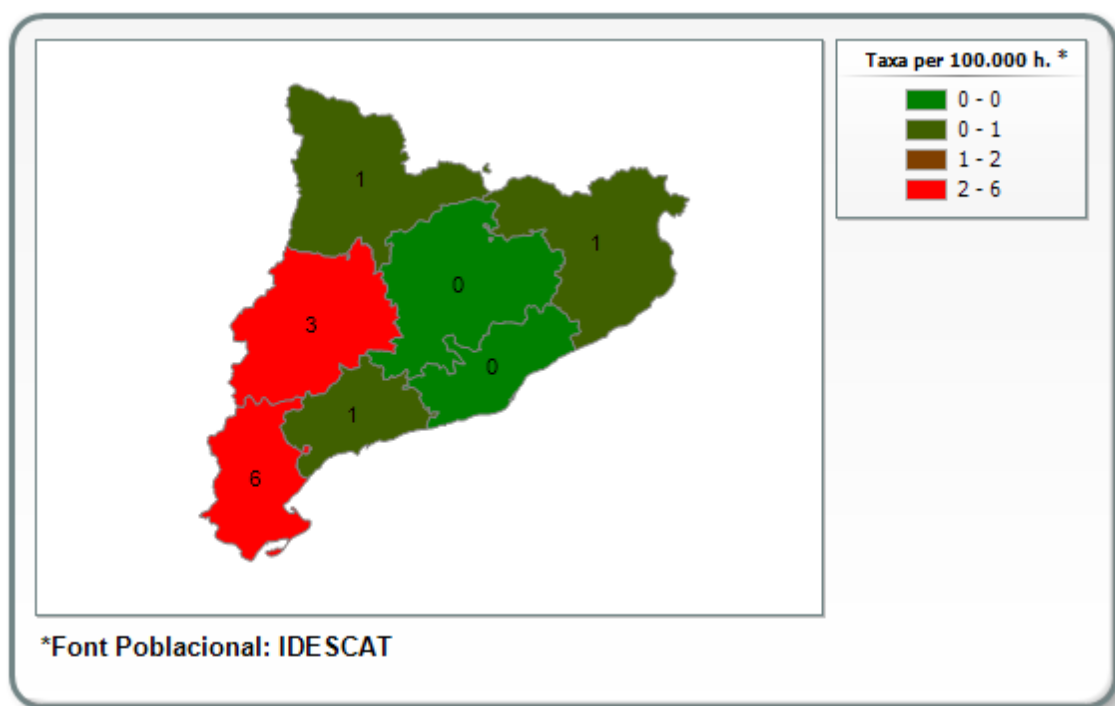 Taxa per 100.000 h. *
0 - 0
0 - 1
1 - 2
2 - 6
1
1
0
3
0
1
6
*Font Poblacional: IDESCAT